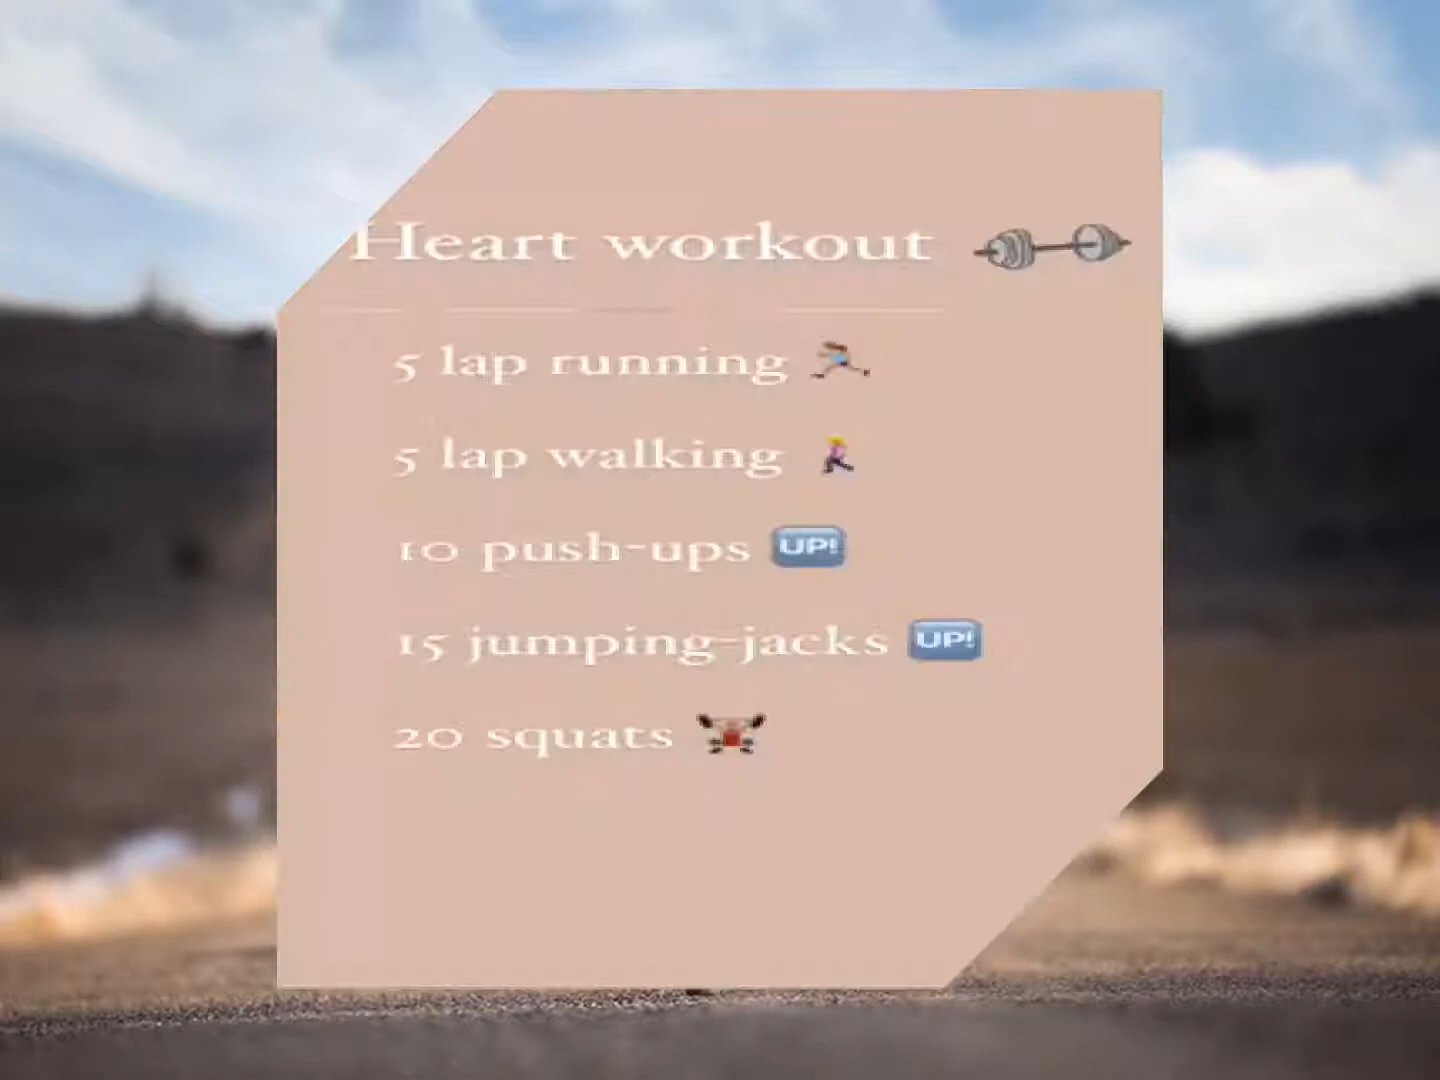 Heart workout
5 lap running
5 lap walking
10 push-ups UP!
15 jumping-jacks UP!
20 squats